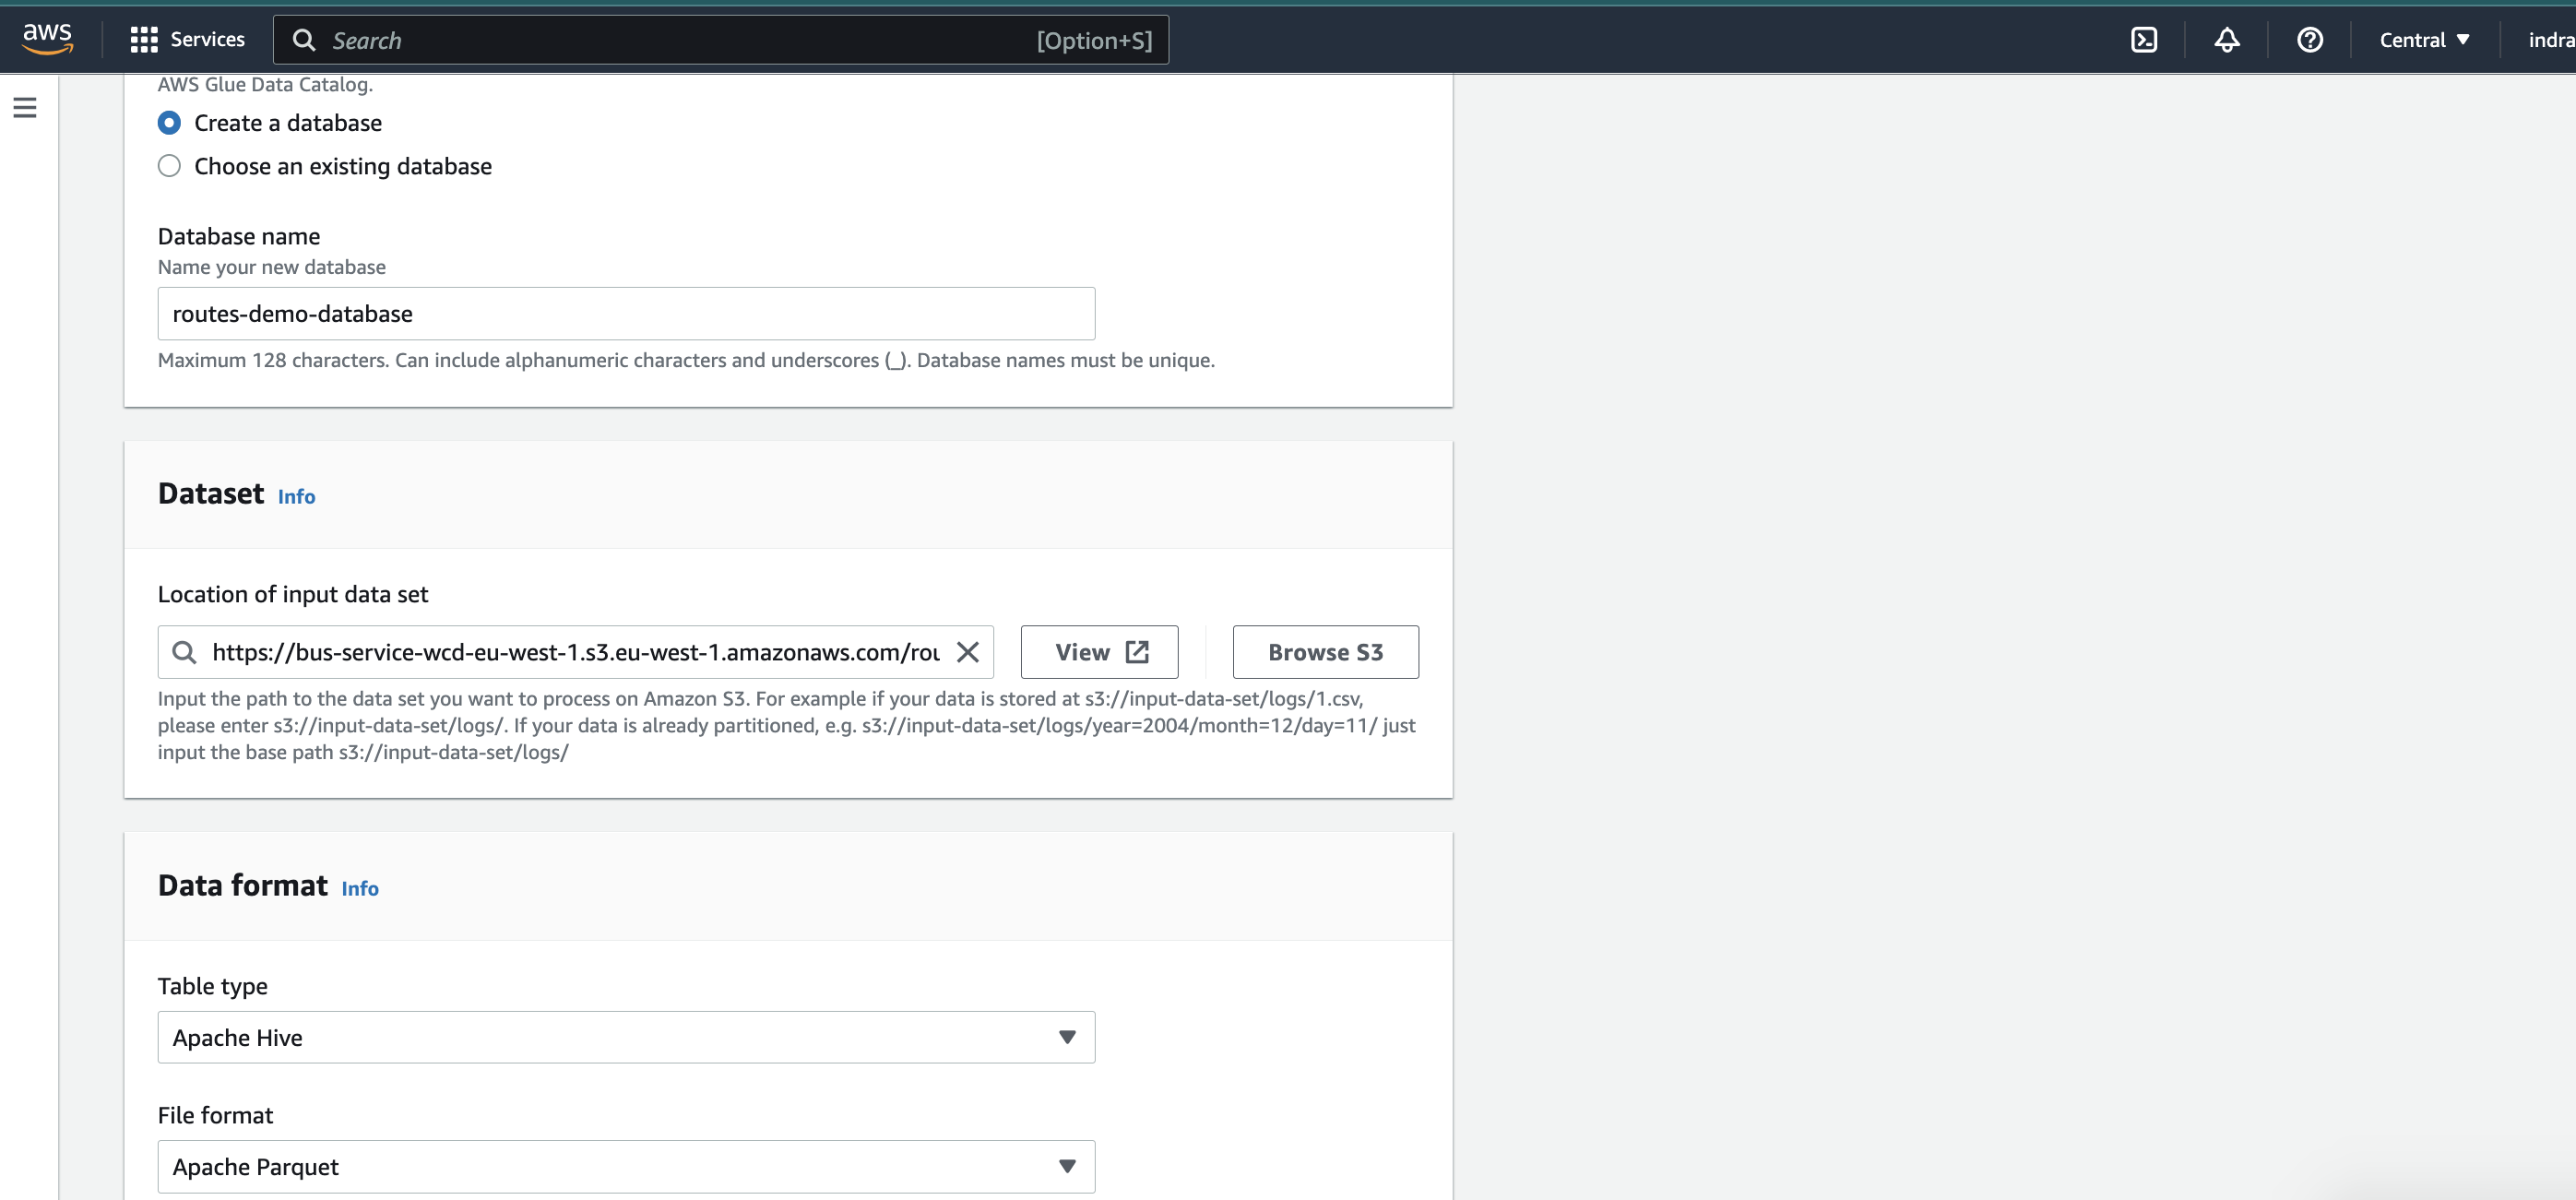 aws
Services
Search
[Option+S]
Central
indra
AWS Glue Data Catalog.
Create a database
Choose an existing database
Database name
Name your new database
routes-demo-database
Maximum 128 characters. Can include alphanumeric characters and underscores (_). Database names must be unique.
Dataset Info
Location of input data set
https://bus-service-wcd-eu-west-1.s3.eu-west-1.amazonaws.com/rou
View
Browse S3
Input the path to the data set you want to process on Amazon S3. For example if your data is stored at s3://input-data-set/logs/1.csv,
please enter s3://input-data-set/logs/. If your data is already partitioned, e.g. s3://input-data-set/logs/year=2004/month=12/day=11/ just
input the base path s3://input-data-set/logs/
Data format Info
Table type
Apache Hive
File format
Apache Parquet